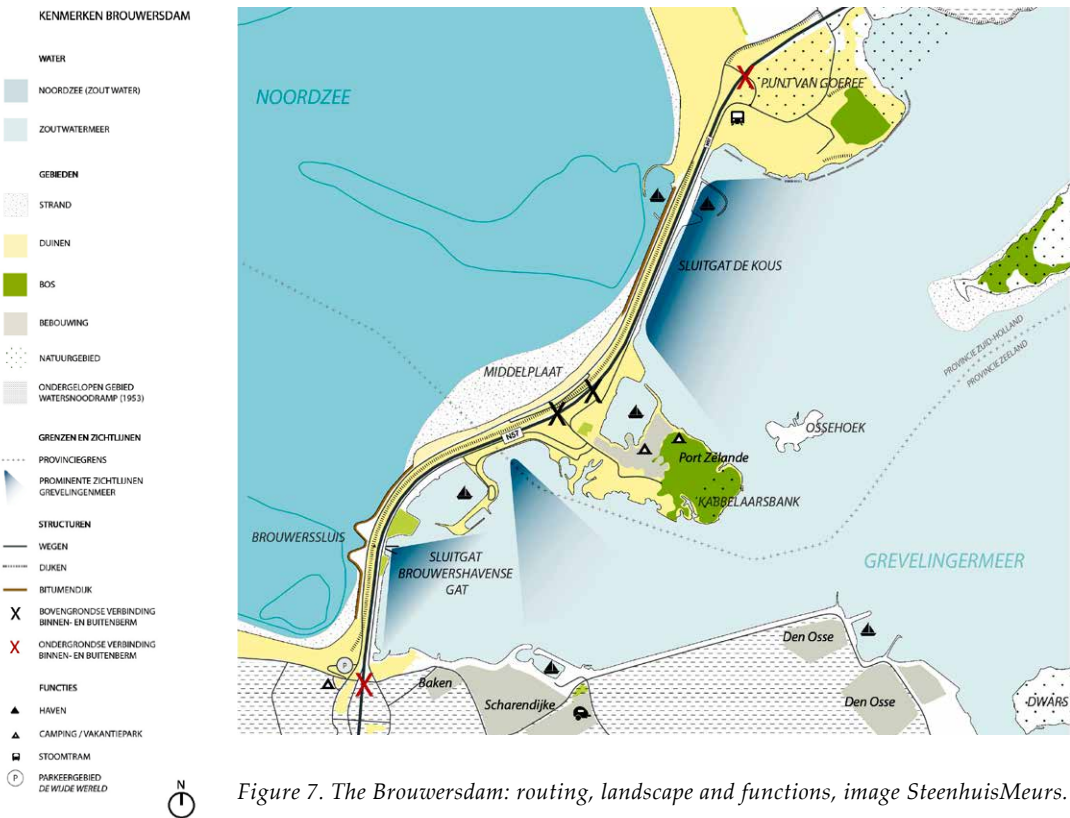 KENMERKEN BROUWERSDAM
WATER
NOORDZEE (ZOUT WATER)
ZOUTWATERMEER
GEBIEDEN
STRAND
DUINEN
BOS
BEBOUWING
NATUURGEBIED
ONDERGELOPEN GEBIED
WATERSNOODRAMP (1953)
GRENZEN EN ZICHTLIJNEN
PROVINCIEGRENS
PROMINENTE ZICHTLIJNEN
GREVELINGENMEER
STRUCTUREN
WEGEN
DIJKEN
BITUMENDIJK
X
BOVENGRONDSE VERBINDING
BINNEN- EN BUITENBERM
X
ONDERGRONDSE VERBINDING
BINNEN- EN BUITENBERM
FUNCTIES
HAVEN
CAMPING / VAKANTIEPARK
STOOMTRAM
P
PARKEERGEBIED
DE WIJDE WERELD
N
NOORDZEE
X
PUNT VAN GOEREE
SLUITGAT DE KOUS
PROVINCIE ZUID-HOLLAND
PROVINCIE ZEELAND
MIDDELPLAAT
X
X
N57
OSSEHOEK
Port Zélande
KABBELAARSBANK
BROUWERSSLUIS
SLUITGAT
BROUWERSHAVENSE
GAT
GREVELINGERMEER
Den Osse
P
X
Baken
Scharendijke
Den Osse
DWARS
Figure 7. The Brouwersdam: routing, landscape and functions, image SteenhuisMeurs.